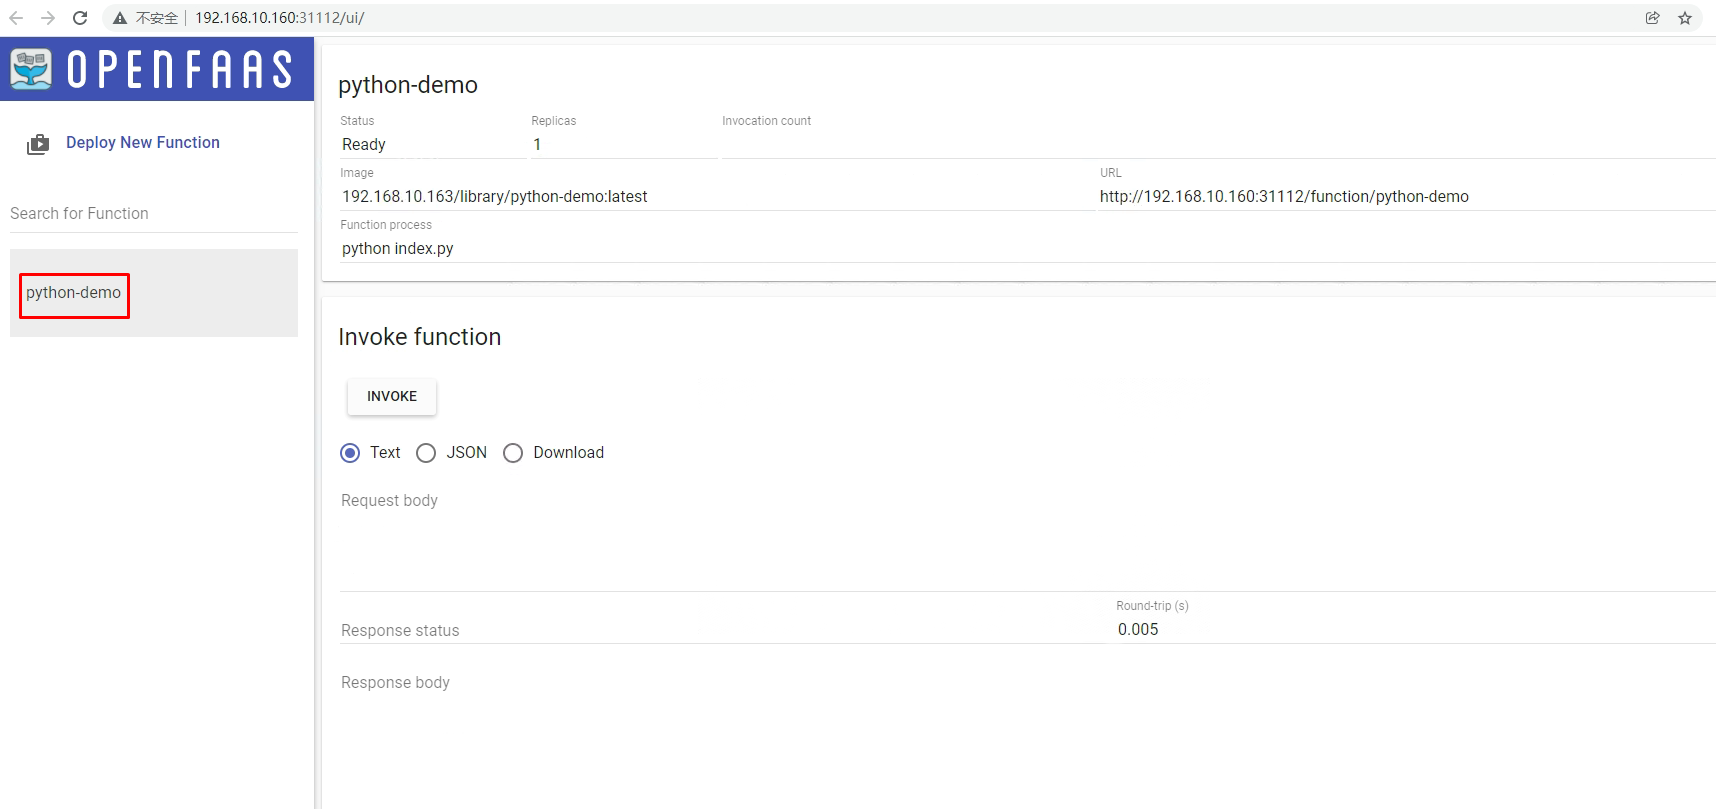 不安全 192.168.10.160:31112/ui/
OPENFAAS
Deploy New Function
Search for Function
python-demo
python-demo
Status Replicas Invocation count
Ready 1
Image URL
192.168.10.163/library/python-demo:latest http://192.168.10.160:31112/function/python-demo
Function process
python index.py
Invoke function
INVOKE
Text JSON Download
Request body
Round-trip (s)
Response status 0.005
Response body